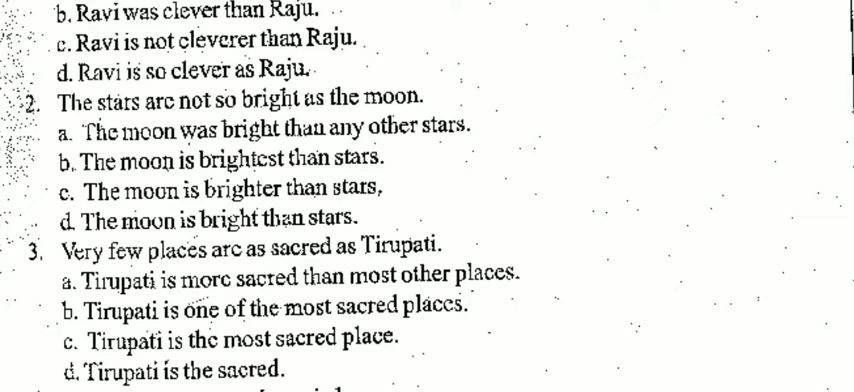 b. Ravi was clever than Raju.
c. Ravi is not cleverer than Raju.
d. Ravi is so clever as Raju.
2. The stars are not so bright as the moon.
a. The moon was bright than any other stars.
b. The moon is brightest than stars.
c. The moon is brighter than stars,
d. The moon is bright than stars.
3. Very few places are as sacred as Tirupati.
a. Tirupati is more sacred than most other places.
b. Tirupati is one of the most sacred places.
c. Tirupati is the most sacred place.
d. Tirupati is the sacred.